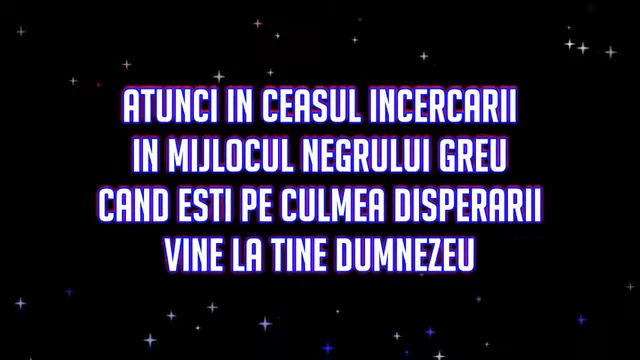 ATUNCI IN CEASUL INCERCARII
IN MIJLOCUL NEGRULUI GREU
CAND ESTI PE CULMEA DISPERARII
VINE LA TINE DUMNEZEU